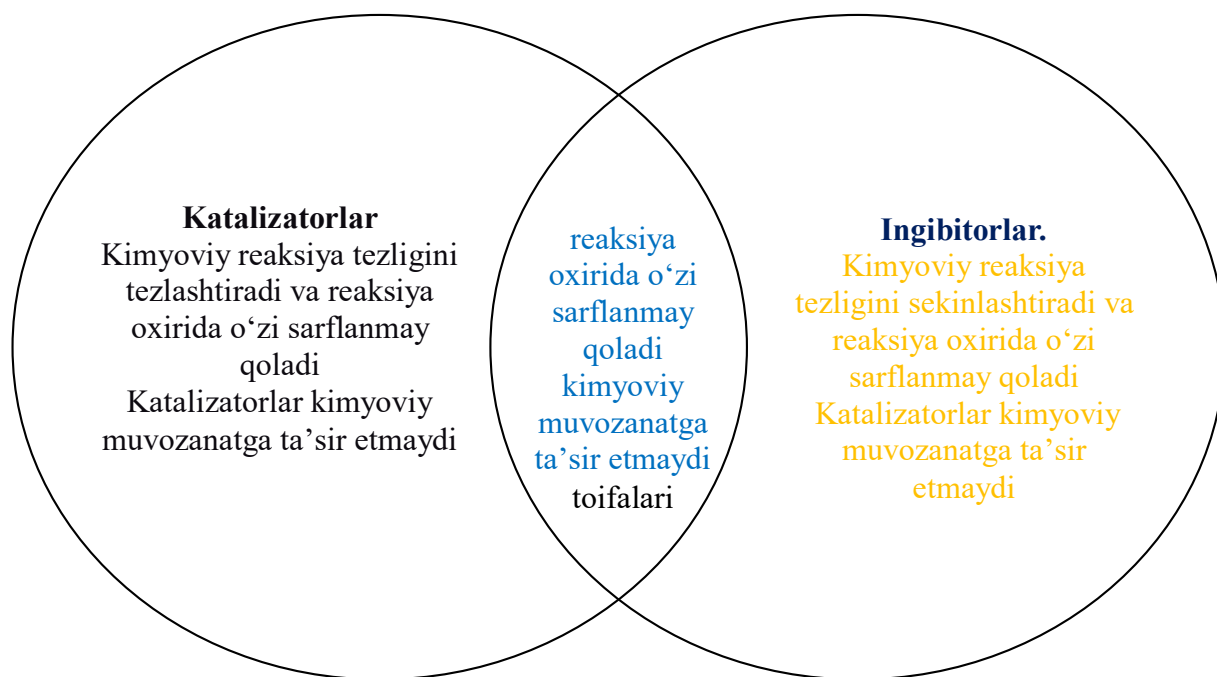 Katalizatorlar
Kimyoviy reaksiya tezligini
tezlashtiradi va reaksiya
oxirida o‘zi sarflanmay
qoladi
Katalizatorlar kimyoviy
muvozanatga ta’sir etmaydi
reaksiya
oxirida o‘zi
sarflanmay
qoladi
kimyoviy
muvozanatga
ta’sir etmaydi
toifalari
Ingibitorlar.
Kimyoviy reaksiya
tezligini sekinlashtiradi va
reaksiya oxirida o‘zi
sarflanmay qoladi
Katalizatorlar kimyoviy
muvozanatga ta’sir
etmaydi